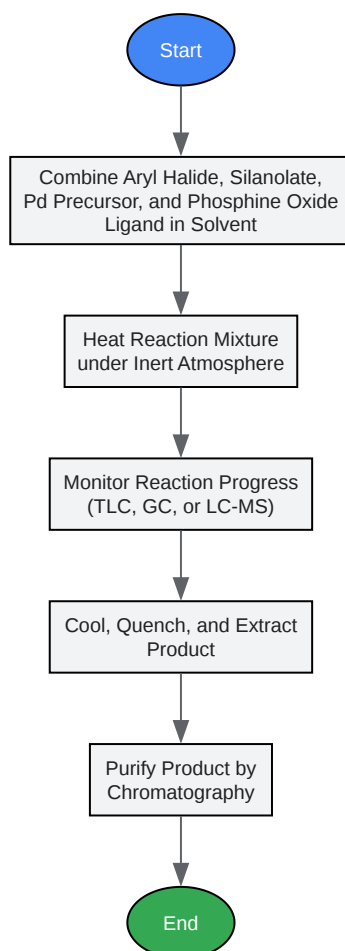 Start
Combine Aryl Halide, Silanolate,
Pd Precursor, and Phosphine Oxide
Ligand in Solvent
Heat Reaction Mixture
under Inert Atmosphere
Monitor Reaction Progress
(TLC, GC, or LC-MS)
Cool, Quench, and Extract
Product
Purify Product by
Chromatography
End